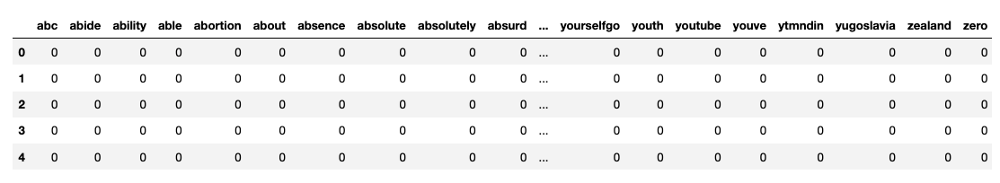 abc abide ability able abortion about absence absolute absolutely absurd ... yourselfgo youth youtube youve ytmndin yugoslavia zealand zero
0 0 0 0 0 0 0 0 0 0 0 ... 0 0 0 0 0 0 0 0
1 0 0 0 0 0 0 0 0 0 0 ... 0 0 0 0 0 0 0 0
2 0 0 0 0 0 0 0 0 0 0 ... 0 0 0 0 0 0 0 0
3 0 0 0 0 0 0 0 0 0 0 ... 0 0 0 0 0 0 0 0
4 0 0 0 0 0 0 0 0 0 0 ... 0 0 0 0 0 0 0 0